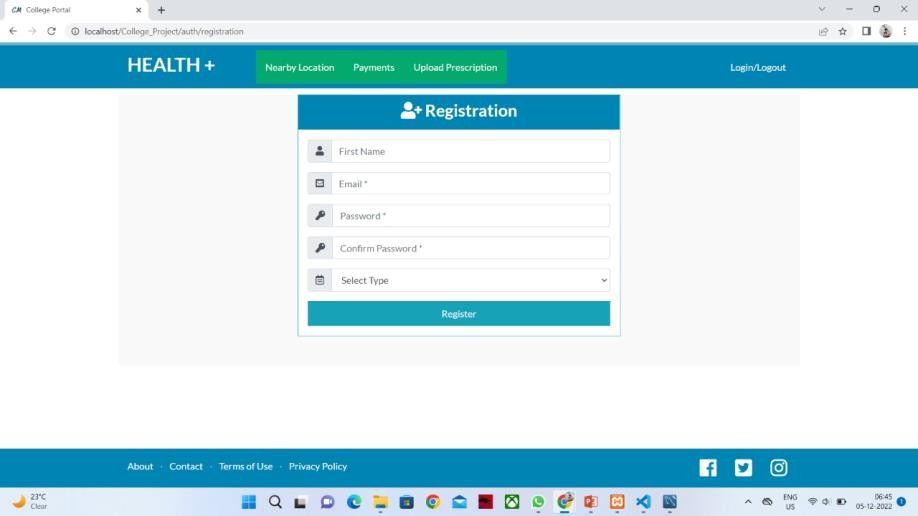 CM College Portal
localhost/College_Project/auth/registration
HEALTH + Nearby Location Payments Upload Prescription Login/Logout
Registration
First Name
Email *
Password *
Confirm Password *
Select Type
Register
About · Contact · Terms of Use · Privacy Policy
23°C ENG 06:45
Clear US 05-12-2022 1